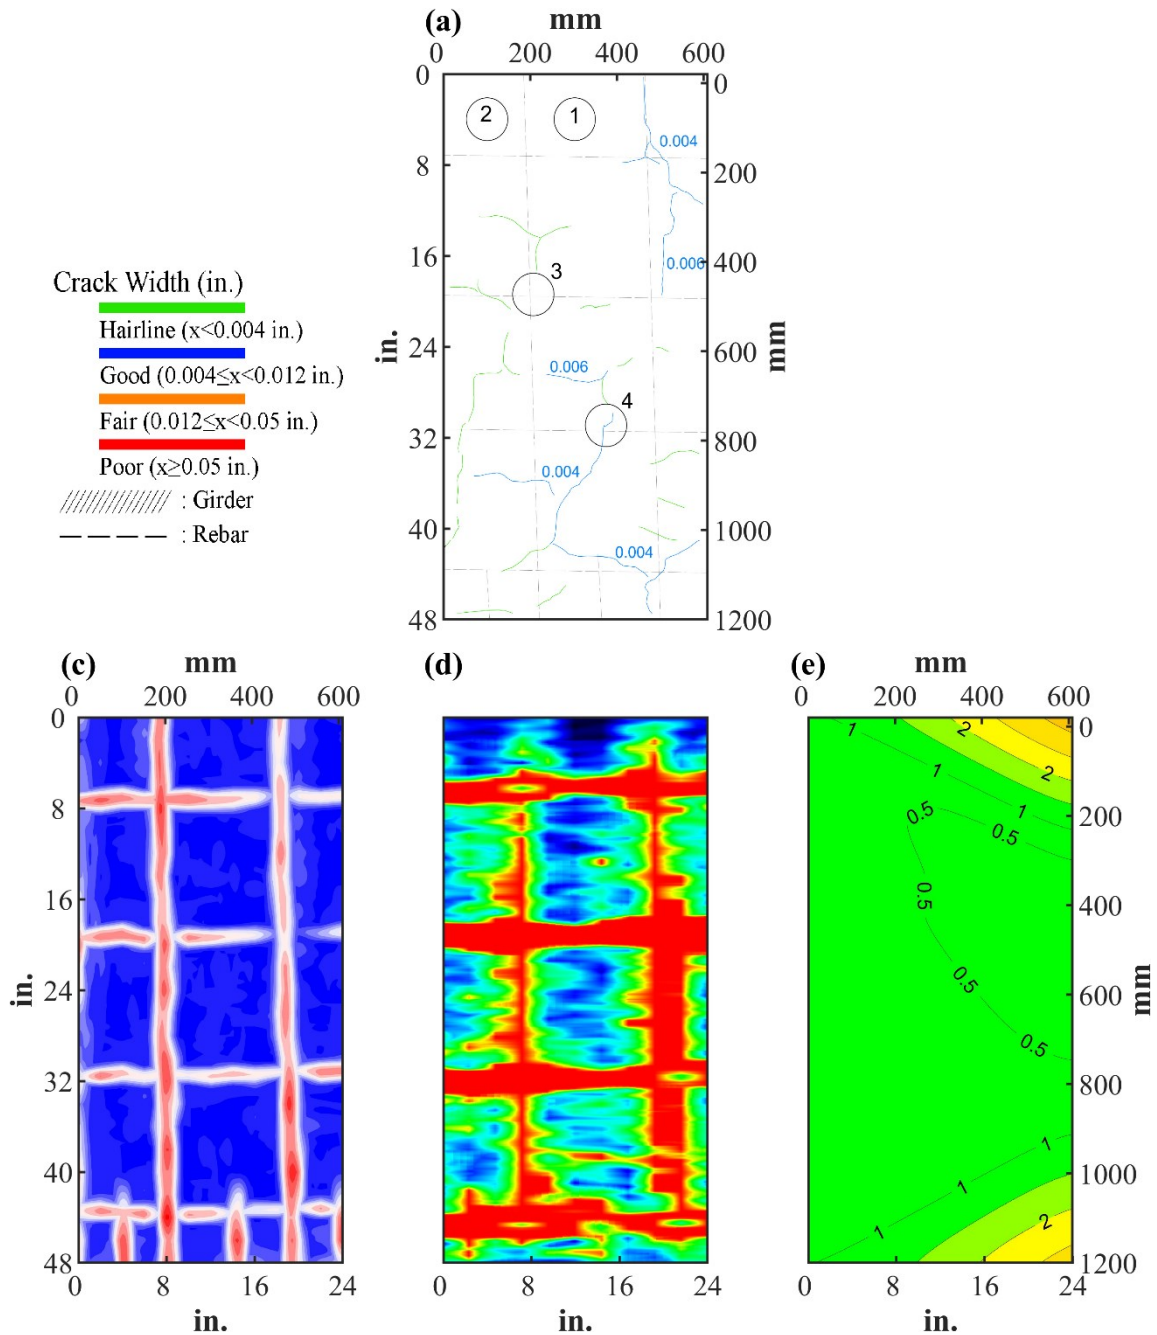 (a) mm
0 200 400 600
0 0
2 1
0.004
8 200
16 400
3
0.006
Crack Width (in.)
Hairline (x<0.004 in.)
Good (0.004≤x<0.012 in.)
Fair (0.012≤x<0.05 in.)
Poor (x≥0.05 in.)
: Girder
: Rebar
in. mm
24 600
0.006
4
32 800
0.004
40 1000
0.004
48 1200
(c) mm
0 200 400 600
0
8
16
in.
24
32
40
48
0 8 16 24
in.
(d)
0 8 16 24
in.
(e) mm
0 200 400 600
0
1 2
1 2
200
0.5 1
0.5
0.5 400
0.5 600
mm
0.5
800
1
1 1000
1 2
1200
0 8 16 24
in.